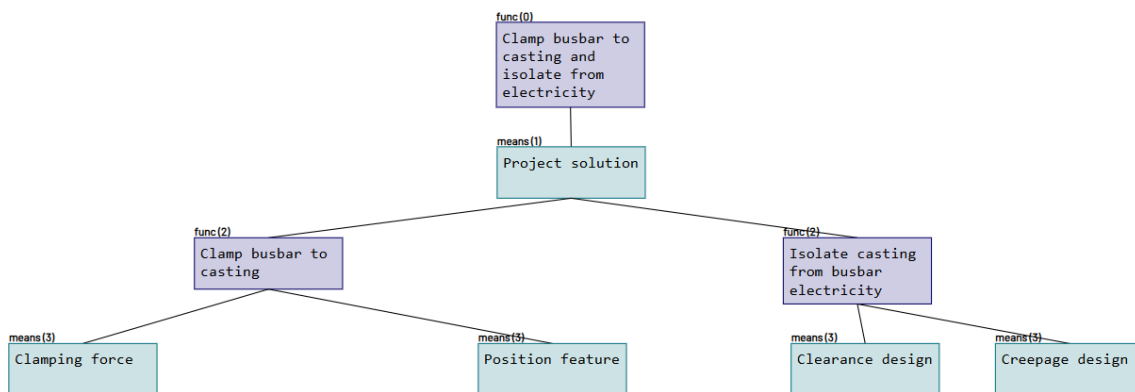 func(0)
Clamp busbar to
casting and
isolate from
electricity
means(1)
Project solution
func(2)
Clamp busbar to
casting
func(2)
Isolate casting
from busbar
electricity
means(3)
Clamping force
means(3)
Position feature
means(3)
Clearance design
means(3)
Creepage design